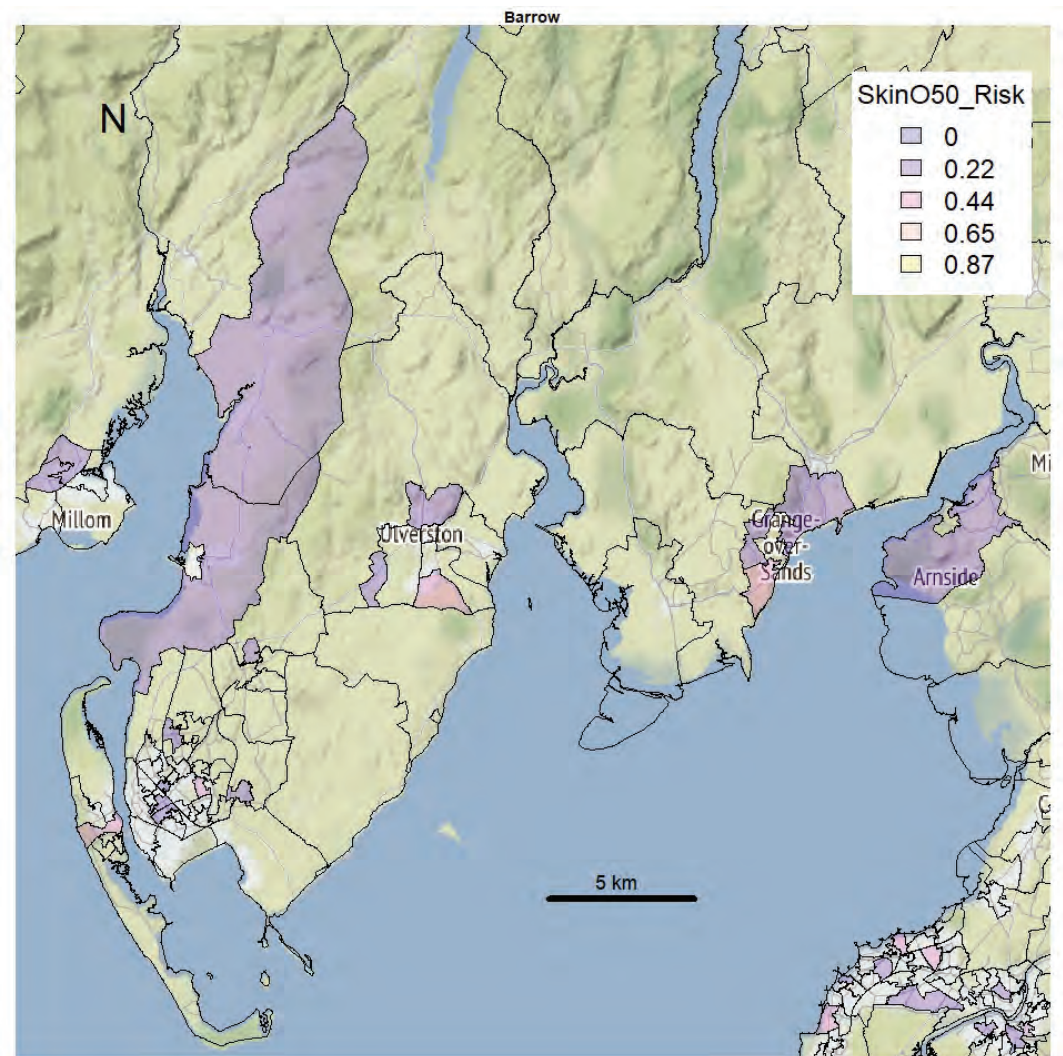 Barrow
N
SkinO50_Risk
0
0.22
0.44
0.65
0.87
Millom
Ulverston
Grange-
over-
Sands
Arnside
5 km